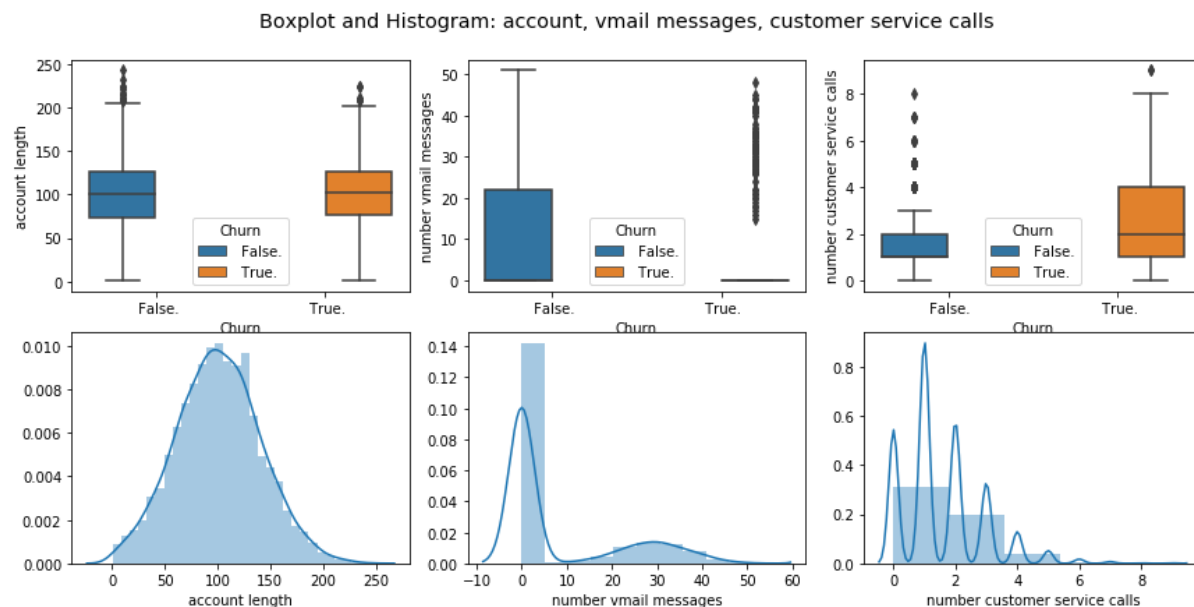 Boxplot and Histogram: account, vmail messages, customer service calls
250
200
150
100
50
0
account length
Churn
False.
True.
False.
True.
Churn
50
40
30
20
10
0
number vmail messages
Churn
False.
True.
False.
True.
Churn
8
6
4
2
0
number customer service calls
Churn
False.
True.
False.
True.
Churn
0.010
0.008
0.006
0.004
0.002
0.000
0
50
100
150
200
250
account length
0.14
0.12
0.10
0.08
0.06
0.04
0.02
0.00
−10
0
10
20
30
40
50
60
number vmail messages
0.8
0.6
0.4
0.2
0.0
0
2
4
6
8
number customer service calls